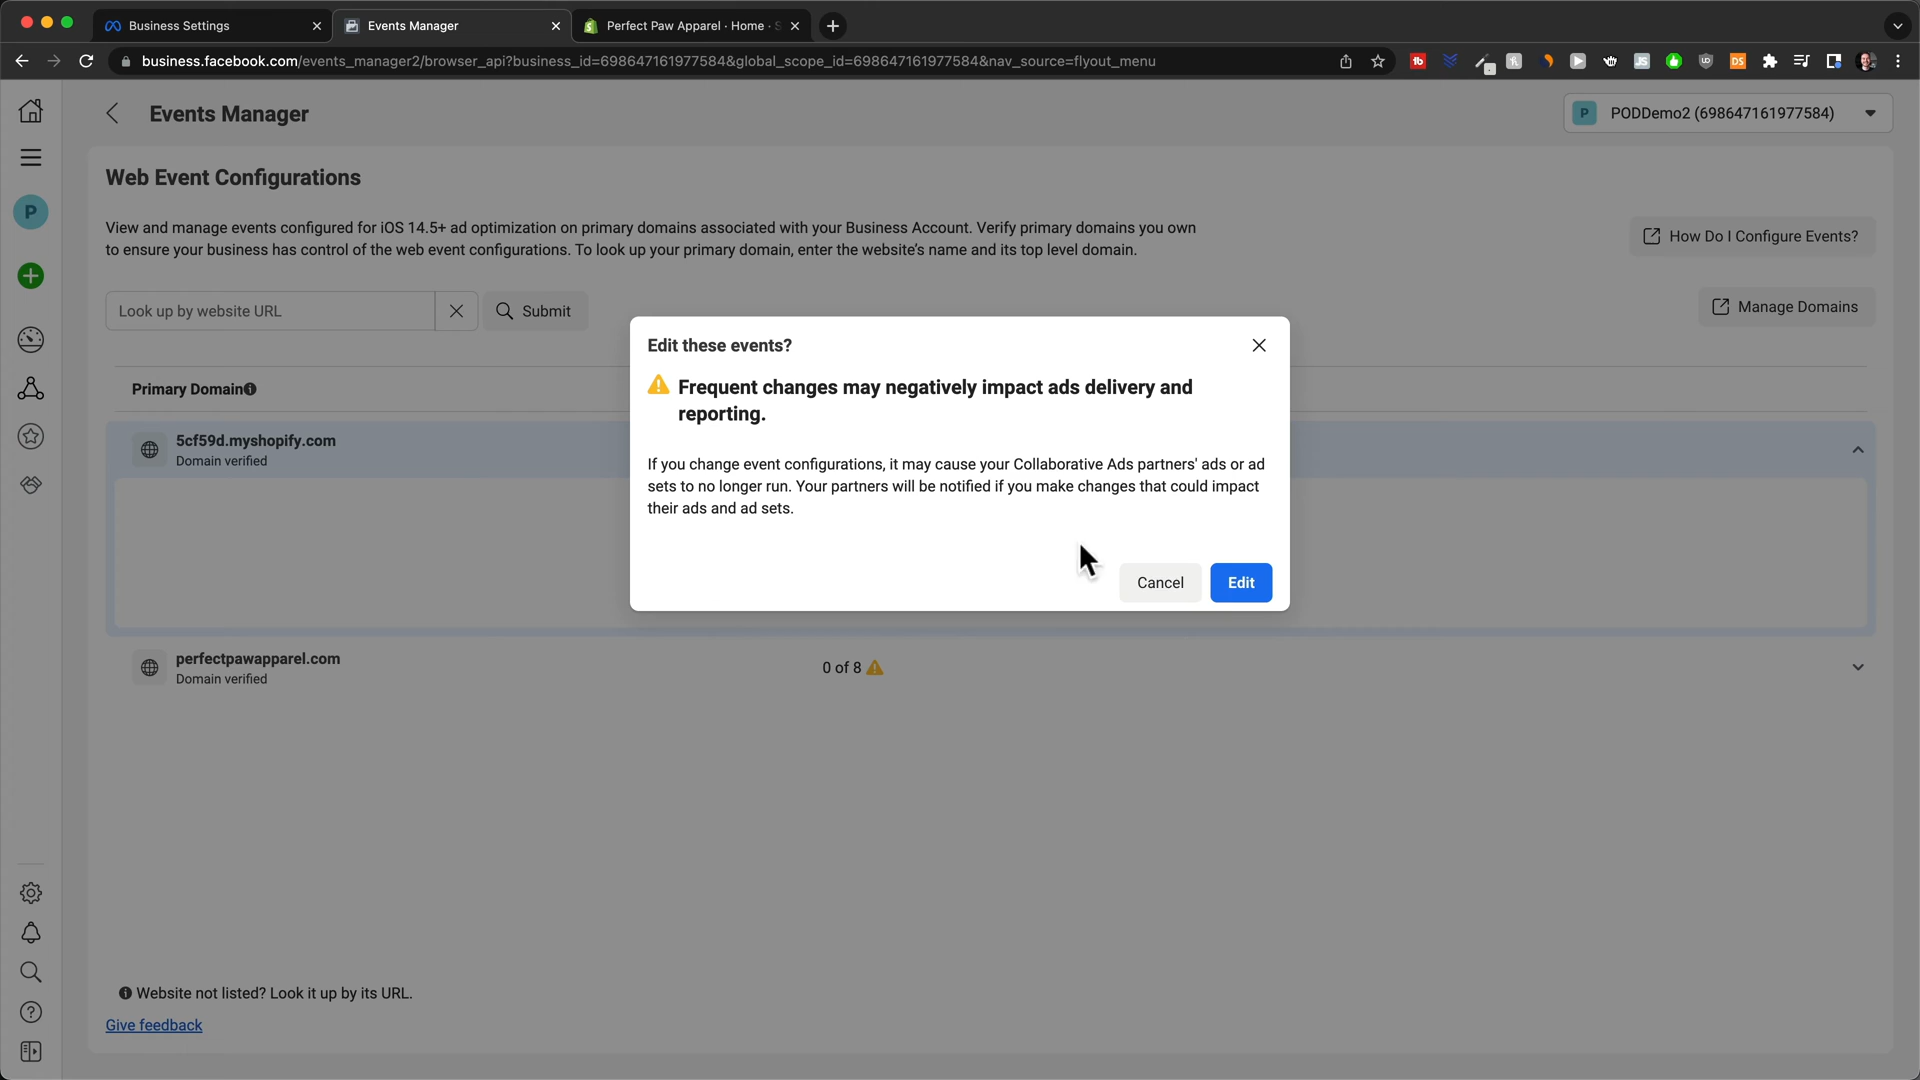 Business Settings
Events Manager
Perfect Paw Apparel · Home ·
business.facebook.com/events_manager2/browser_api?business_id=698647161977584&global_scope_id=698647161977584&nav_source=flyout_menu
Events Manager
P PODDemo2 (698647161977584)
Web Event Configurations
P
View and manage events configured for iOS 14.5+ ad optimization on primary domains associated with your Business Account. Verify primary domains you own
to ensure your business has control of the web event configurations. To look up your primary domain, enter the website's name and its top level domain.
How Do I Configure Events?
Look up by website URL
Submit
Manage Domains
Edit these events?
Primary Domain
Frequent changes may negatively impact ads delivery and
reporting.
5cf59d.myshopify.com
Domain verified
If you change event configurations, it may cause your Collaborative Ads partners' ads or ad
sets to no longer run. Your partners will be notified if you make changes that could impact
their ads and ad sets.
Cancel
Edit
perfectpawapparel.com
Domain verified
0 of 8
Website not listed? Look it up by its URL.
Give feedback